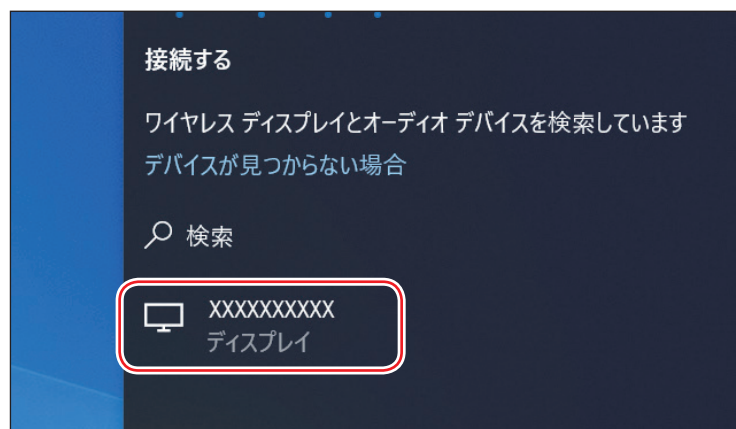 接続する
ワイヤレス ディスプレイとオーディオ デバイスを検索しています
デバイスが見つからない場合
検索
XXXXXXXXXX
ディスプレイ